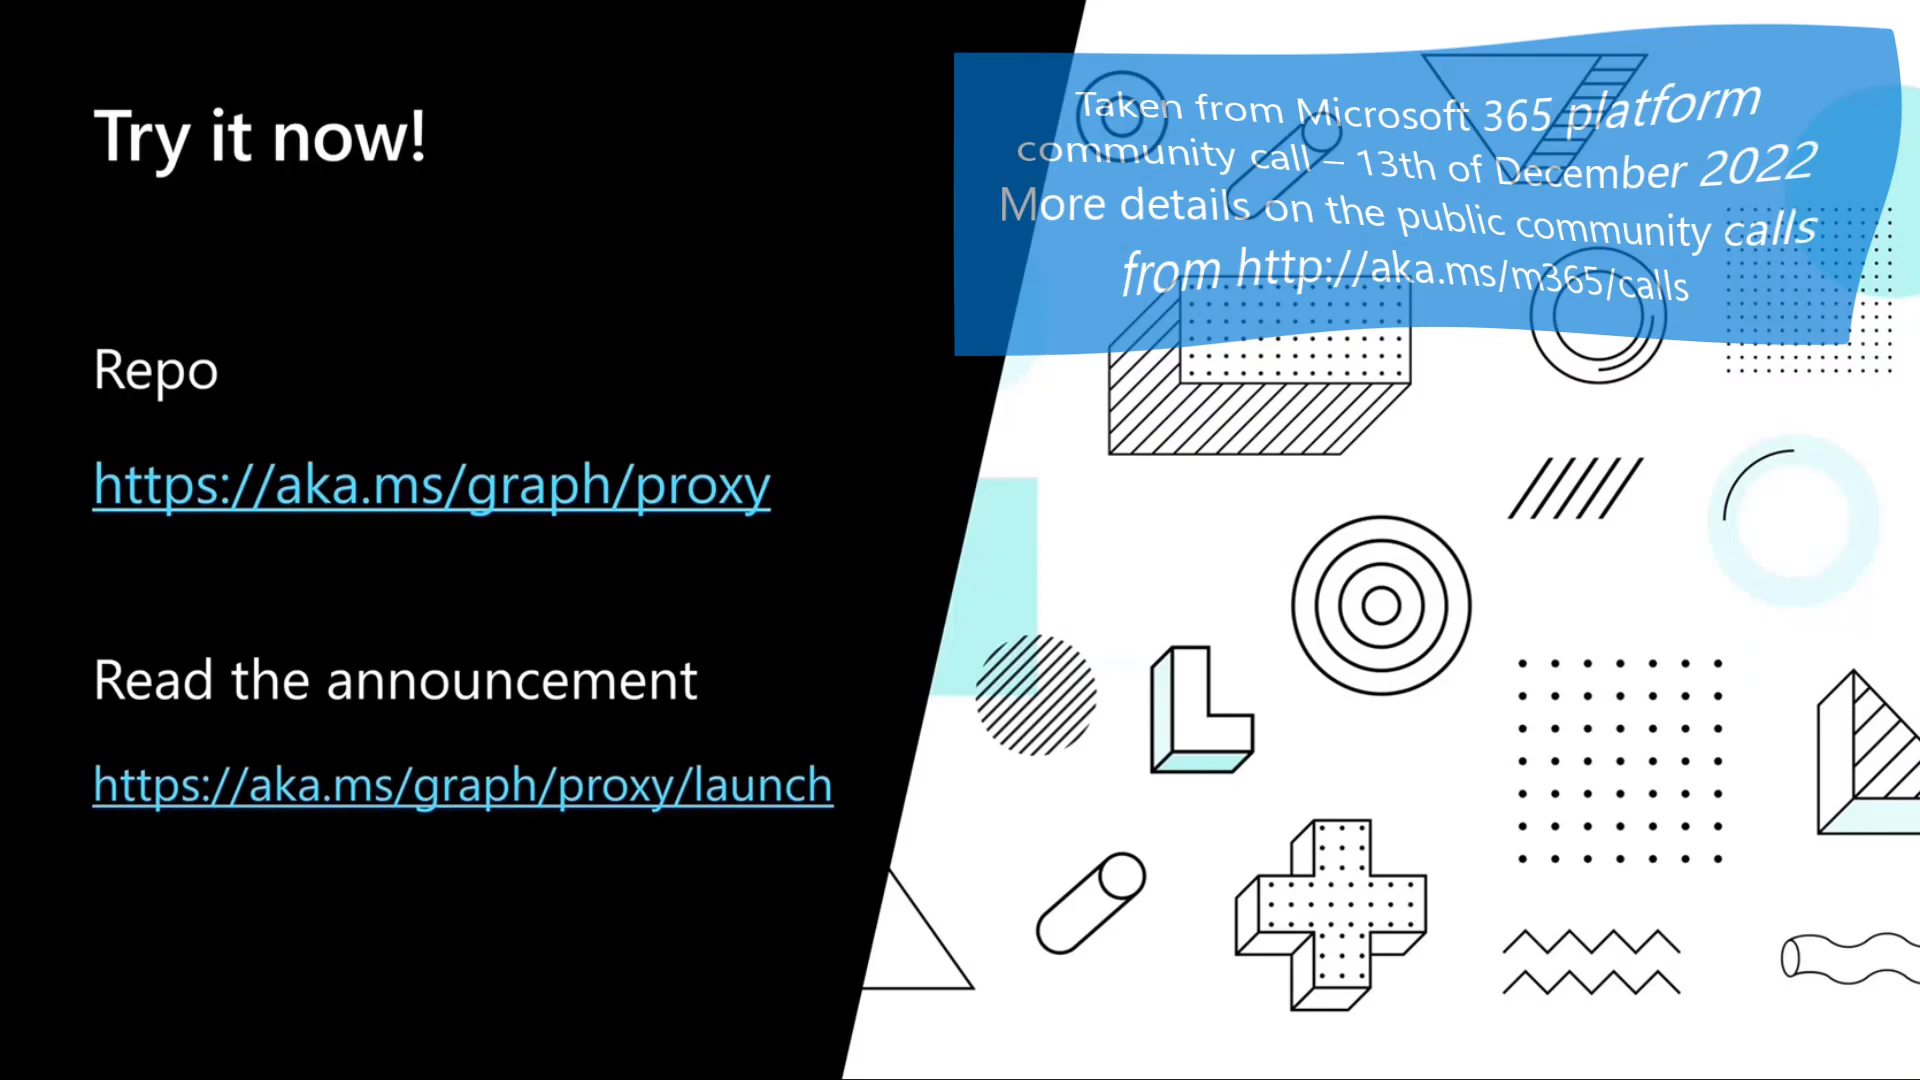 Try it now!
Repo
https://aka.ms/graph/proxy
Read the announcement
https://aka.ms/graph/proxy/launch
Taken from Microsoft 365 platform
community call – 13th of December 2022
More details on the public community calls
from http://aka.ms/m365/calls